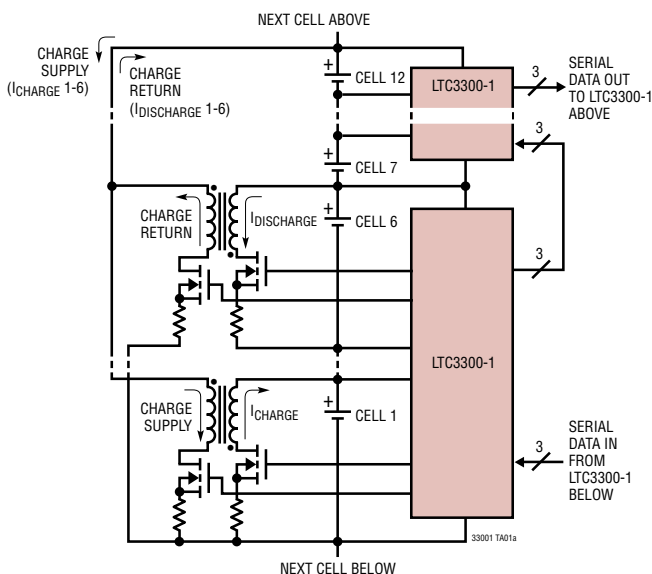 NEXT CELL ABOVE
CHARGE
SUPPLY
(ICHARGE 1-6)
CHARGE
RETURN
(IDISCHARGE 1-6)
+
CELL 12
LTC3300-1
3
SERIAL
DATA OUT
TO LTC3300-1
ABOVE
3
+
CELL 7
CHARGE
RETURN
IDISCHARGE
+
CELL 6
3
LTC3300-1
CHARGE
SUPPLY
ICHARGE
+
CELL 1
3
SERIAL
DATA IN
FROM
LTC3300-1
BELOW
33001 TA01a
NEXT CELL BELOW